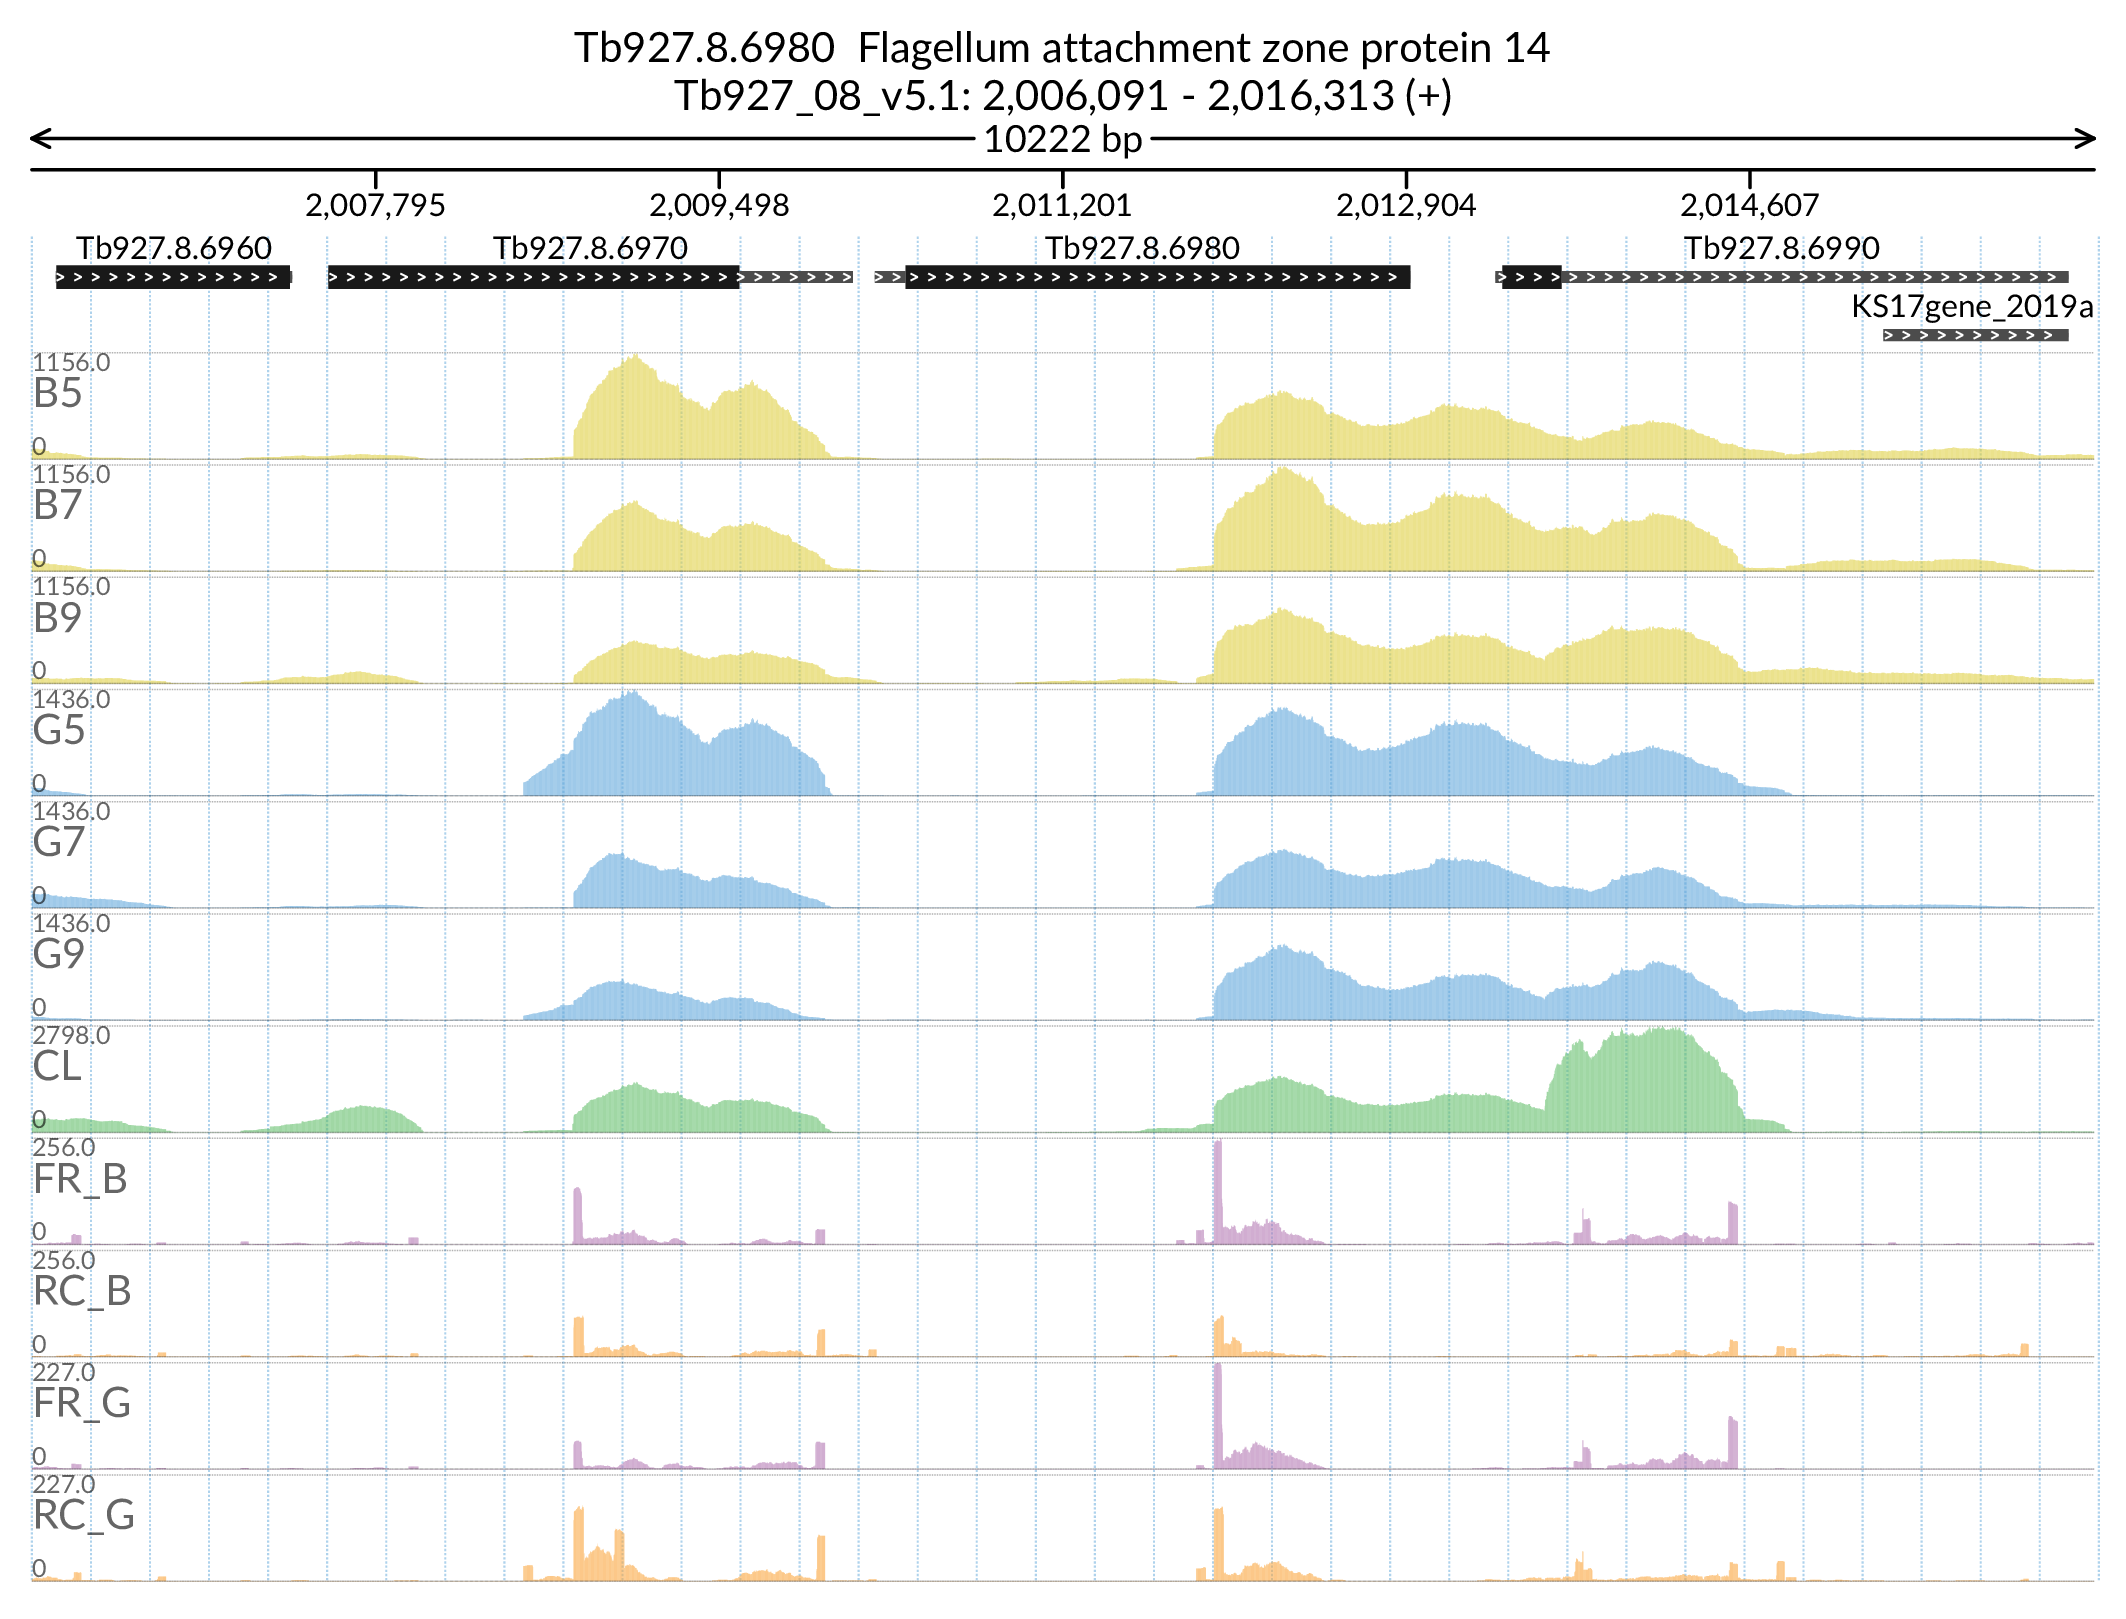 Tb927.8.6980  Flagellum attachment zone protein 14
Tb927_08_v5.1: 2,006,091 - 2,016,313 (+)
10222 bp
2,007,795 2,009,498 2,011,201 2,012,904 2,014,607
Tb927.8.6960 Tb927.8.6970 Tb927.8.6980 Tb927.8.6990
KS17gene_2019a
1156.0
B5
0
1156.0
B7
0
1156.0
B9
0
1436.0
G5
0
1436.0
G7
0
1436.0
G9
0
2798.0
CL
0
256.0
FR_B
0
256.0
RC_B
0
227.0
FR_G
0
227.0
RC_G
0